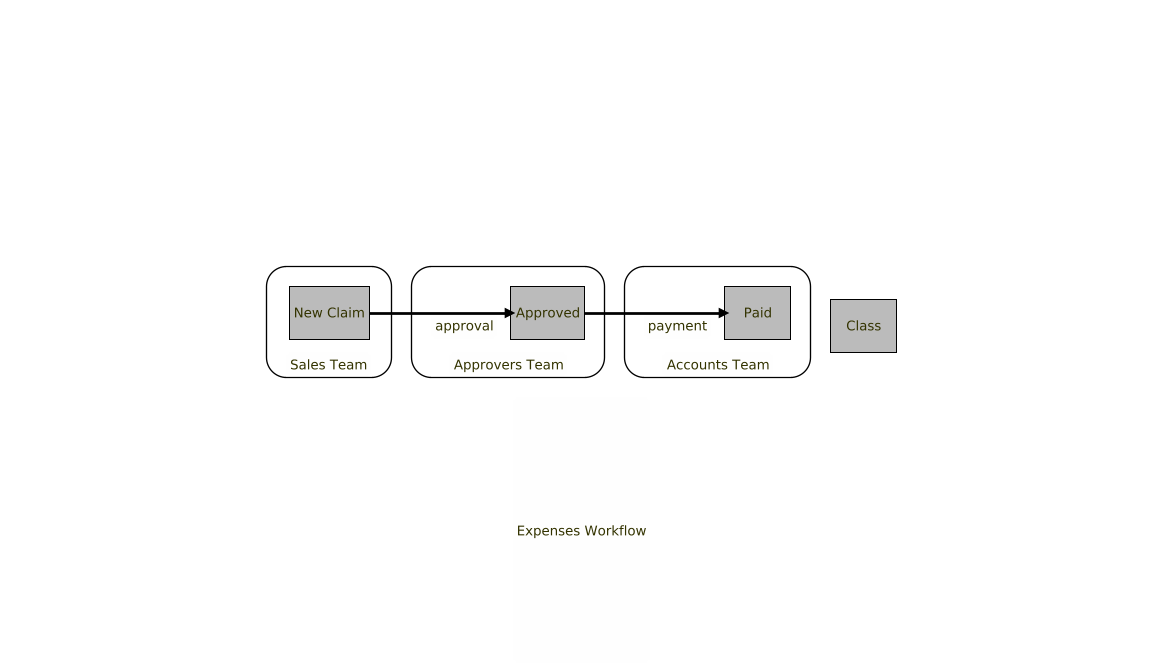 New Claim
approval
Approved
payment
Paid
Class
Sales Team
Approvers Team
Accounts Team
Expenses Workflow